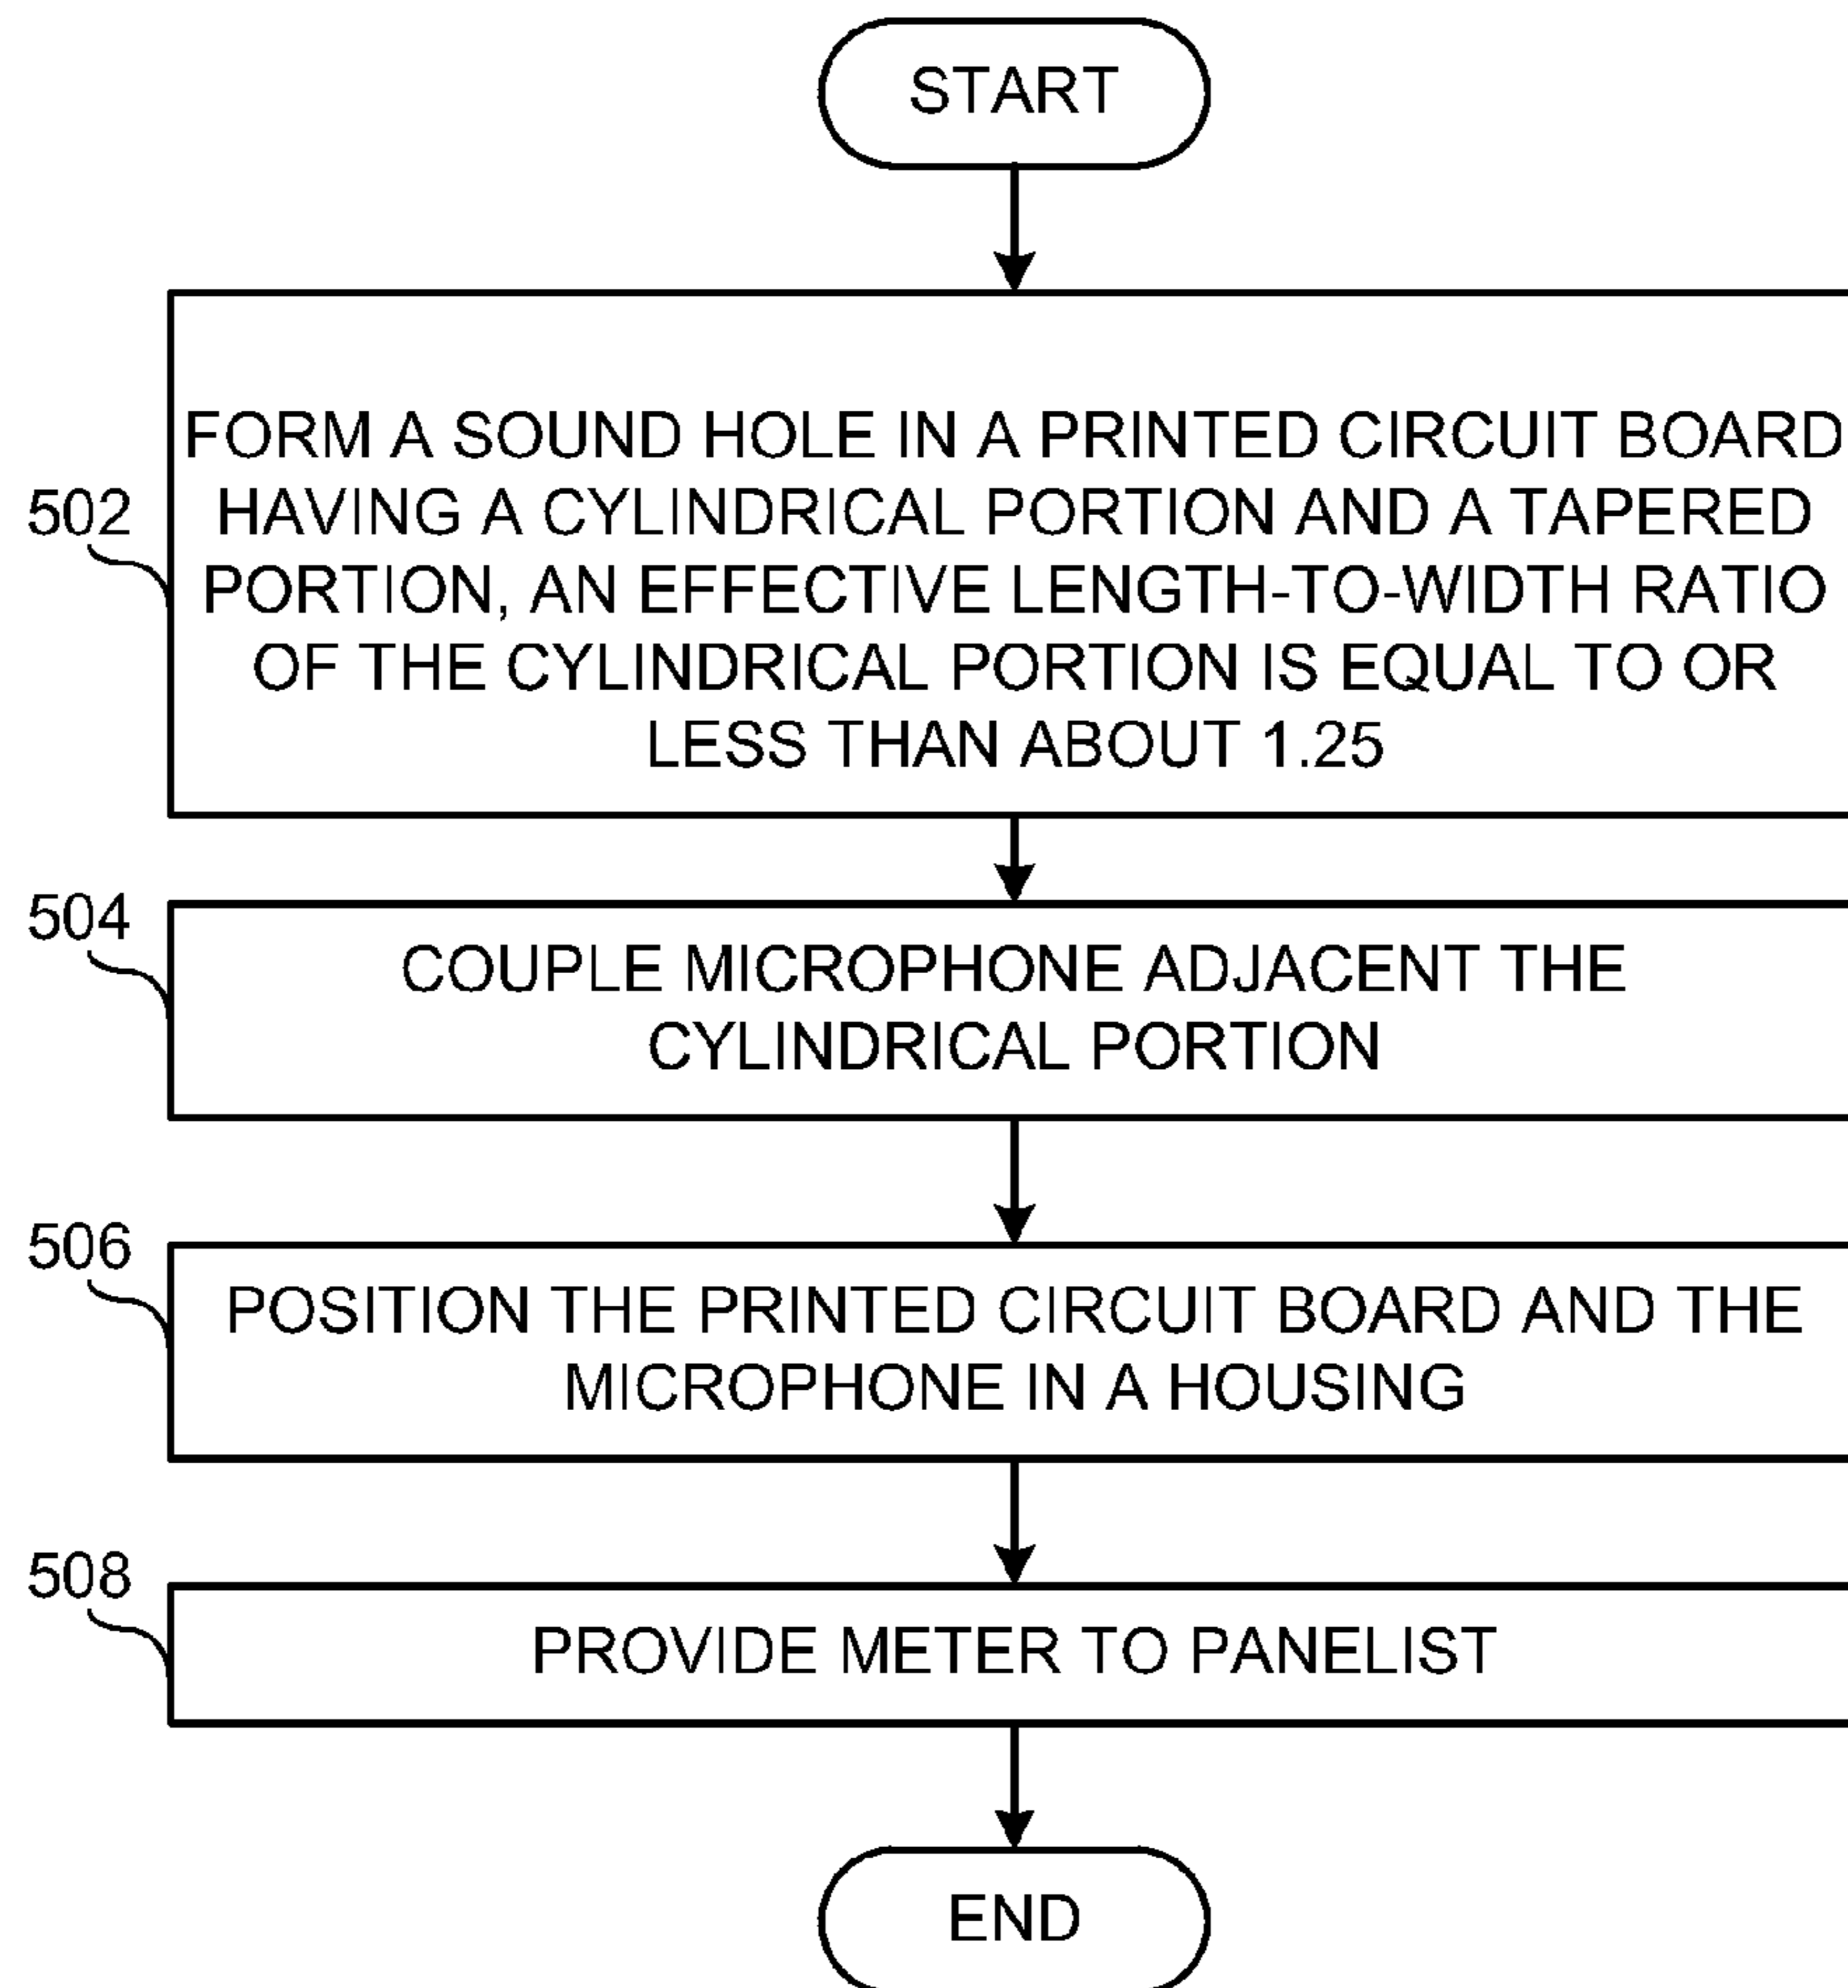 START
502
FORM A SOUND HOLE IN A PRINTED CIRCUIT BOARD
HAVING A CYLINDRICAL PORTION AND A TAPERED
PORTION, AN EFFECTIVE LENGTH-TO-WIDTH RATIO
OF THE CYLINDRICAL PORTION IS EQUAL TO OR
LESS THAN ABOUT 1.25
504
COUPLE MICROPHONE ADJACENT THE
CYLINDRICAL PORTION
506
POSITION THE PRINTED CIRCUIT BOARD AND THE
MICROPHONE IN A HOUSING
508
PROVIDE METER TO PANELIST
END